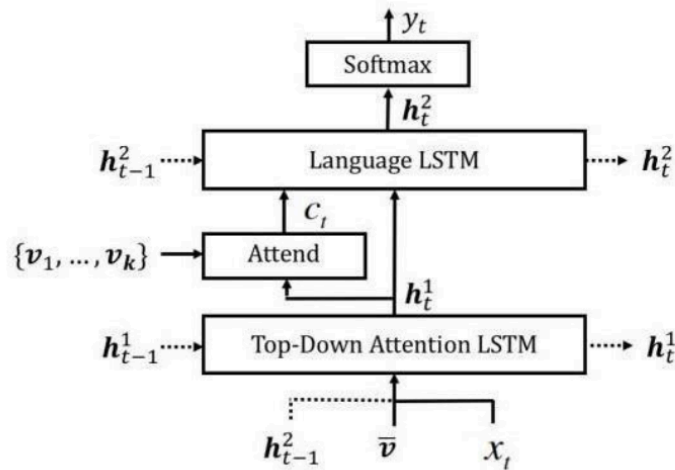 y_t
Softmax
h_t^2
h_{t-1}^2 Language LSTM h_t^2
c_t
{v_1, ..., v_k} Attend
h_t^1
h_{t-1}^1 Top-Down Attention LSTM h_t^1
h_{t-1}^2 v̅ x_t